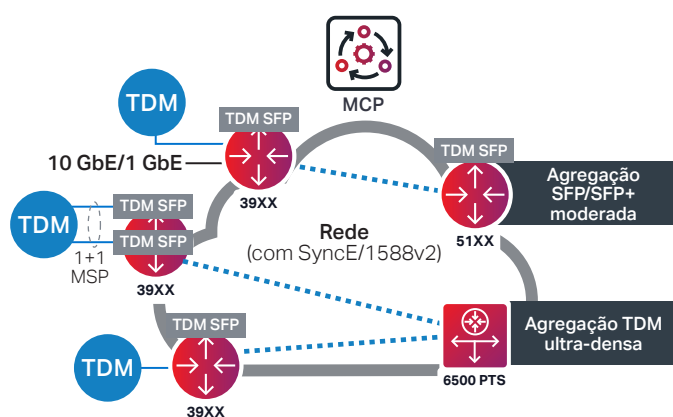 MCP
TDM
TDM SFP
10 GbE/1 GbE
39XX
TDM SFP
51XX
Agregação
SFP/SFP+
moderada
TDM
1+1
MSP
TDM SFP
TDM SFP
39XX
Rede
(com SyncE/1588v2)
TDM
TDM SFP
39XX
6500 PTS
Agregação TDM
ultra-densa